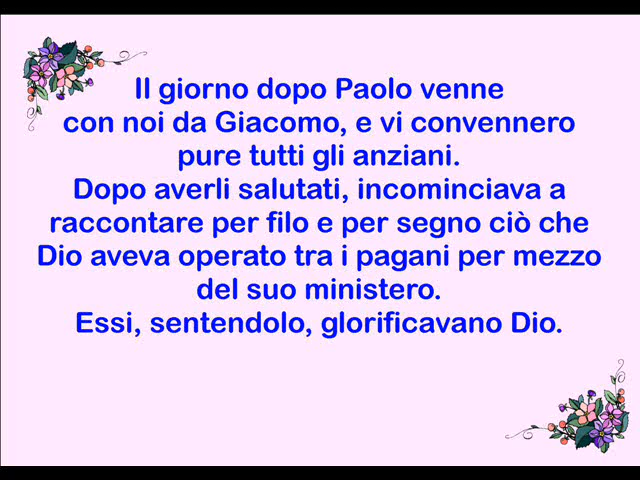 Il giorno dopo Paolo venne
con noi da Giacomo, e vi convennero
pure tutti gli anziani.
Dopo averli salutati, incominciava a
raccontare per filo e per segno ciò che
Dio aveva operato tra i pagani per mezzo
del suo ministero.
Essi, sentendolo, glorificavano Dio.